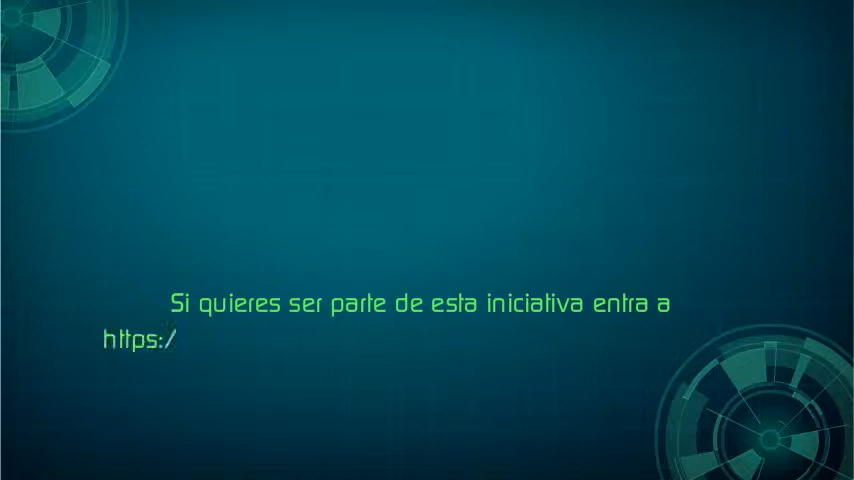 Si quieres ser parte de esta iniciativa entra a
https:/